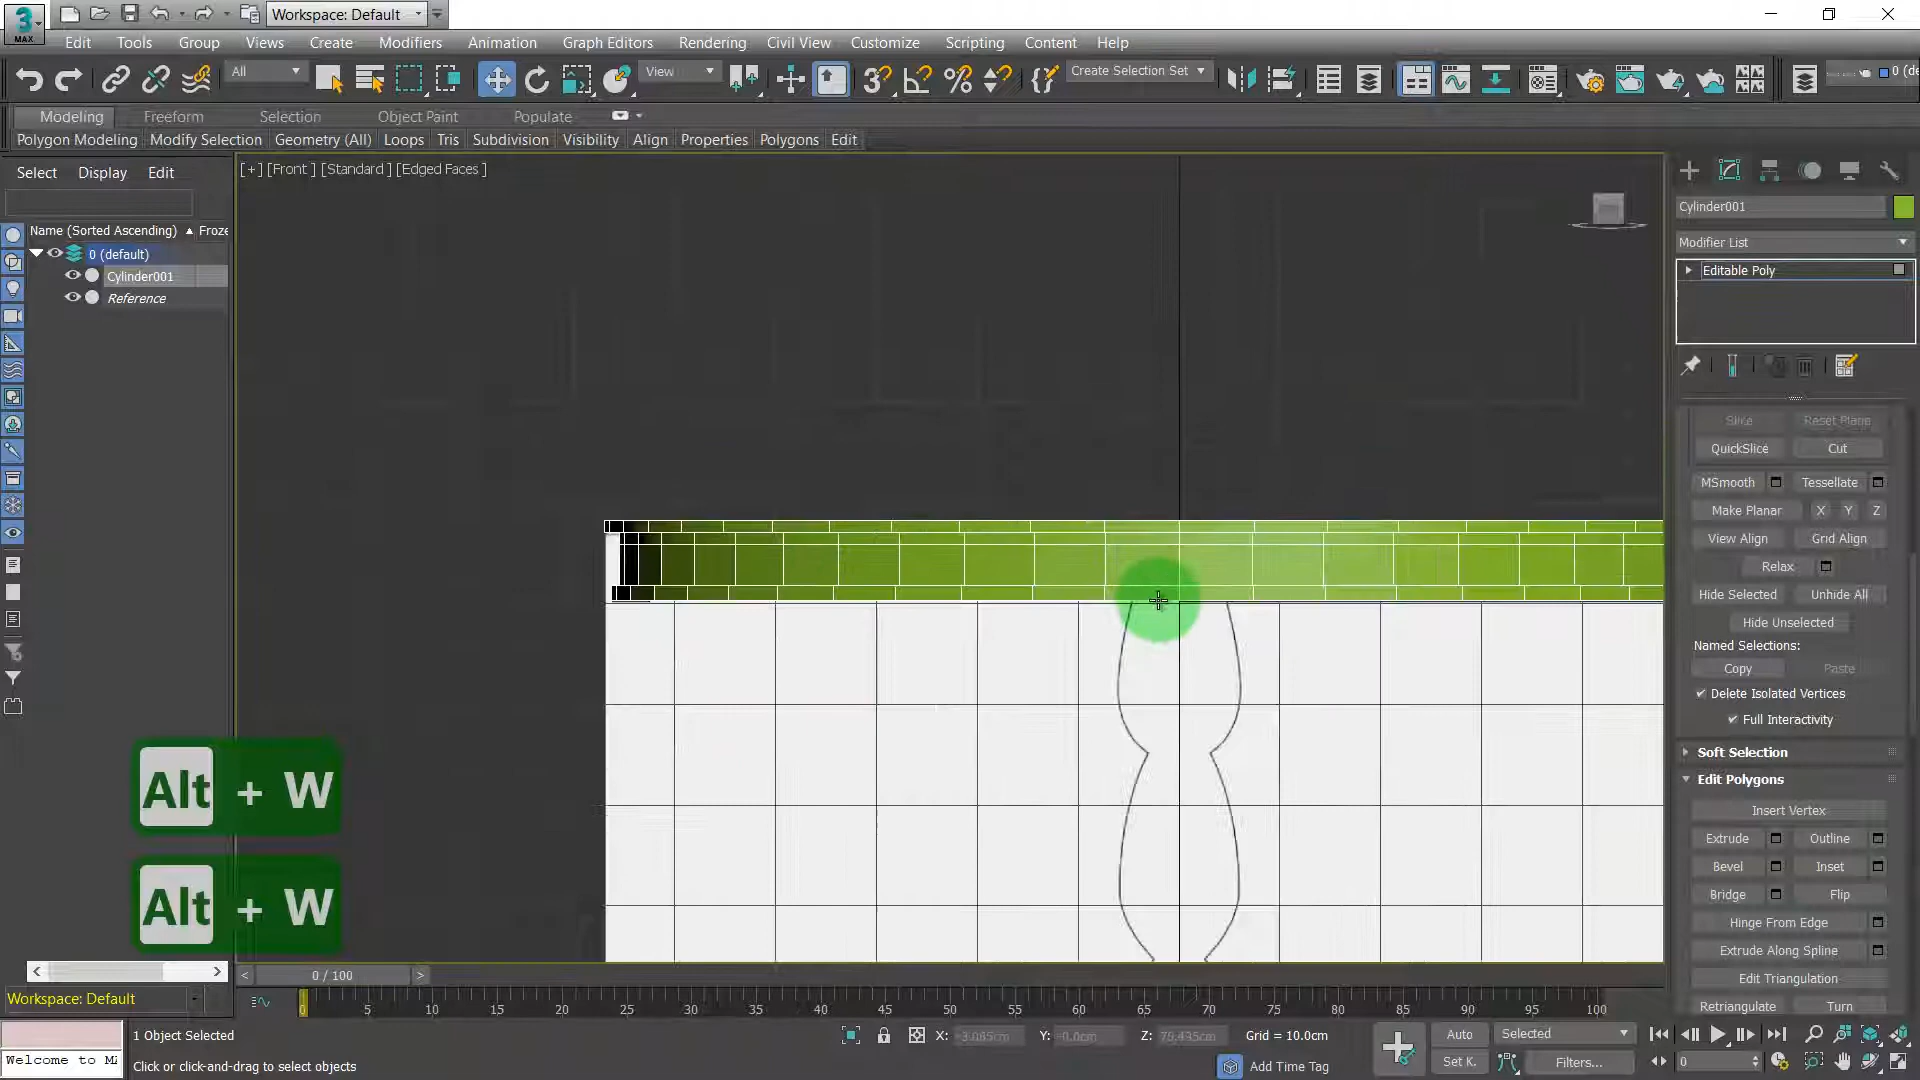 3
MAX
Workspace: Default
Edit Tools Group Views Create Modifiers Animation Graph Editors Rendering Civil View Customize Scripting Content Help
All
View
Create Selection Set
0 (de
Modeling Freeform Selection Object Paint Populate
Polygon Modeling Modify Selection Geometry (All) Loops Tris Subdivision Visibility Align Properties Polygons Edit
Select Display Edit
[+] [Front ] [Standard ] [Edged Faces ]
Name (Sorted Ascending) Froze
0 (default)
Cylinder001
Reference
Cylinder001
Modifier List
Editable Poly
Slice Reset Plane
QuickSlice Cut
MSmooth Tessellate
Make Planar X Y Z
View Align Grid Align
Relax
Hide Selected Unhide All
Hide Unselected
Named Selections:
Copy Paste
Delete Isolated Vertices
Full Interactivity
Soft Selection
Edit Polygons
Insert Vertex
Extrude Outline
Bevel Inset
Bridge Flip
Hinge From Edge
Extrude Along Spline
Edit Triangulation
Retriangulate Turn
Alt + W
Alt + W
< 0 / 100 >
Workspace: Default
0 5 10 15 20 25 30 35 40 45 50 55 60 65 70 75 80 85 90 95 100
1 Object Selected
X: -3.085cm Y: -0.0cm Z: 79.435cm Grid = 10.0cm
Auto Selected
Welcome to MA
Click or click-and-drag to select objects
Add Time Tag
Set K. Filters...
0